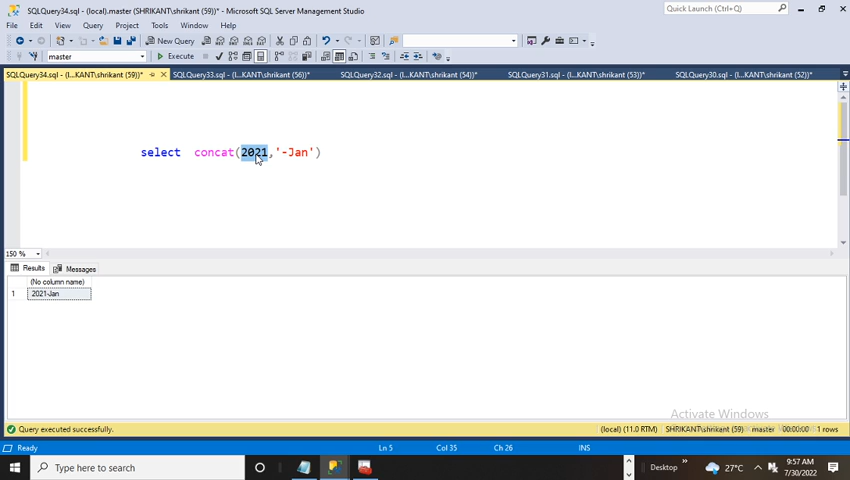 SQLQuery34.sql - (local).master (SHRIKANT\shrikant (59))* - Microsoft SQL Server Management Studio
Quick Launch (Ctrl+Q)
File Edit View Query Project Tools Window Help
New Query
master
Execute
SQLQuery34.sql - (l...KANT\shrikant (59))*
SQLQuery33.sql - (l...KANT\shrikant (56))*
SQLQuery32.sql - (l...KANT\shrikant (54))*
SQLQuery31.sql - (l...KANT\shrikant (53))*
SQLQuery30.sql - (l...KANT\shrikant (52))*
select concat(2021,'-Jan')
150 %
Results Messages
(No column name)
1 2021-Jan
Activate Windows
Query executed successfully. (local) (11.0 RTM) SHRIKANT\shrikant (59) master 00:00:00 1 rows
Ready Ln 5 Col 35 Ch 26 INS
Type here to search Desktop 27°C 9:57 AM
7/30/2022